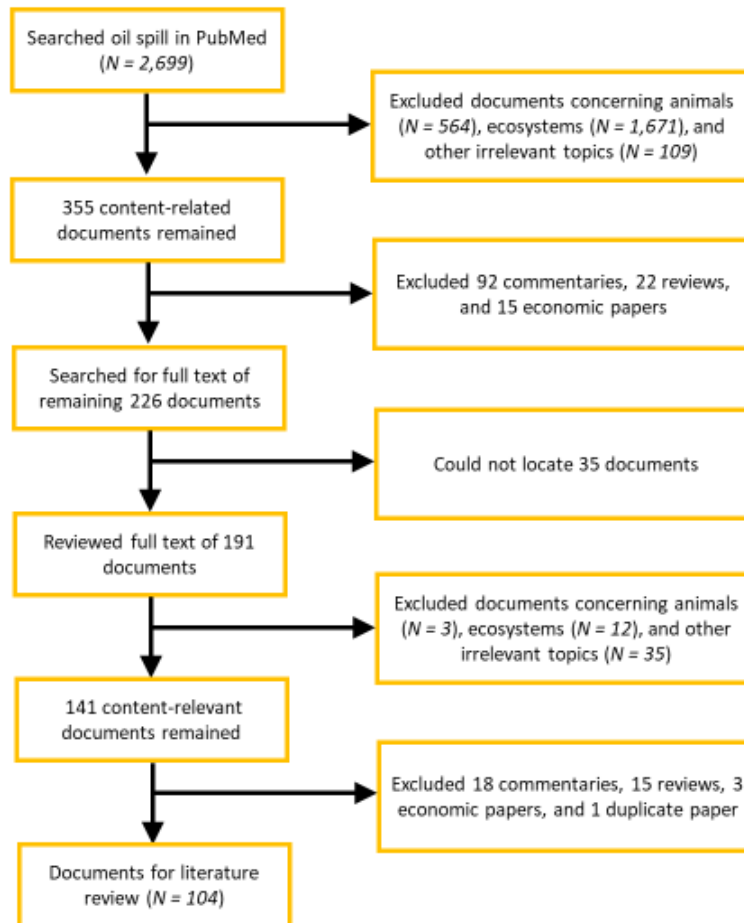 Searched oil spill in PubMed
(N = 2,699)
Excluded documents concerning animals
(N = 564), ecosystems (N = 1,671), and
other irrelevant topics (N = 109)
355 content-related
documents remained
Excluded 92 commentaries, 22 reviews,
and 15 economic papers
Searched for full text of
remaining 226 documents
Could not locate 35 documents
Reviewed full text of 191
documents
Excluded documents concerning animals
(N = 3), ecosystems (N = 12), and other
irrelevant topics (N = 35)
141 content-relevant
documents remained
Excluded 18 commentaries, 15 reviews, 3
economic papers, and 1 duplicate paper
Documents for literature
review (N = 104)